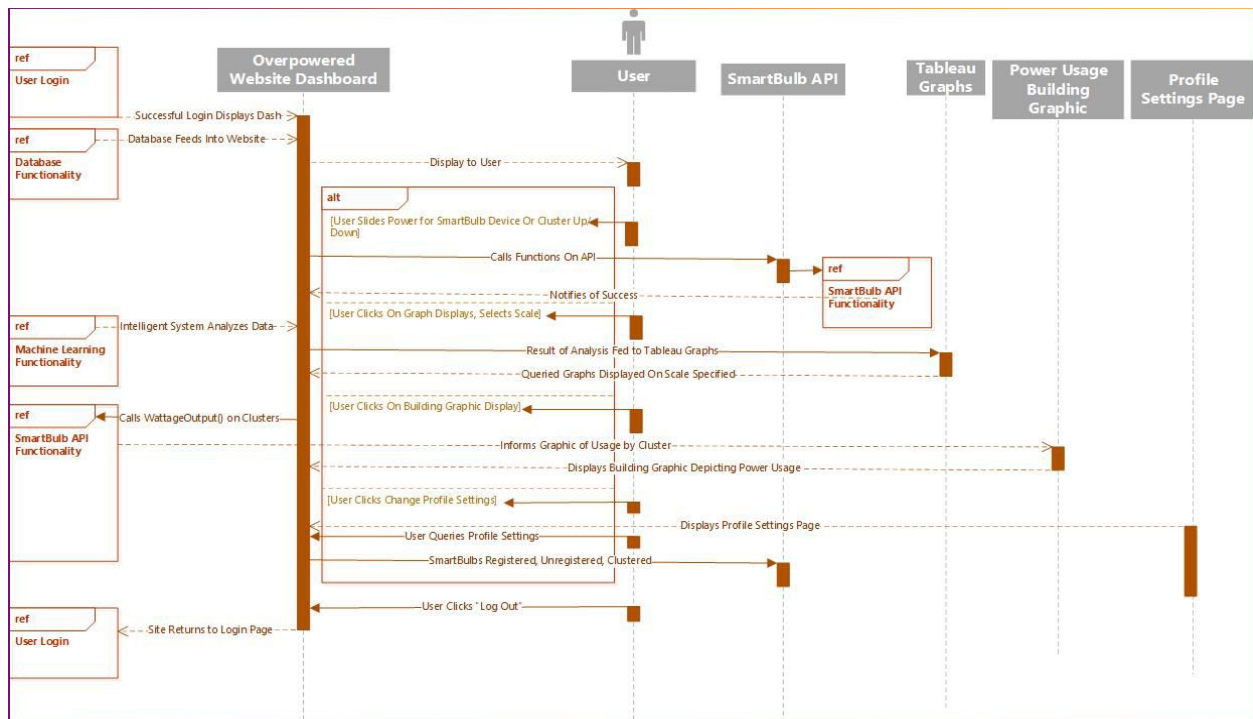 ref
User Login
Overpowered
Website Dashboard
User
SmartBulb API
Tableau
Graphs
Power Usage
Building
Graphic
Profile
Settings Page
Successful Login Displays Dash
ref
Database
Functionality
Database Feeds Into Website
Display to User
alt
[User Slides Power for SmartBulb Device Or Cluster Up/
Down]
Calls Functions On API
ref
SmartBulb API
Functionality
Notifies of Success
[User Clicks On Graph Displays, Selects Scale]
ref
Machine Learning
Functionality
Intelligent System Analyzes Data
Result of Analysis Fed to Tableau Graphs
Queried Graphs Displayed On Scale Specified
[User Clicks On Building Graphic Display]
ref
SmartBulb API
Functionality
Calls WattageOutput() on Clusters
Informs Graphic of Usage by Cluster
Displays Building Graphic Depicting Power Usage
[User Clicks Change Profile Settings]
Displays Profile Settings Page
User Queries Profile Settings
SmartBulbs Registered, Unregistered, Clustered
User Clicks "Log Out"
ref
User Login
Site Returns to Login Page